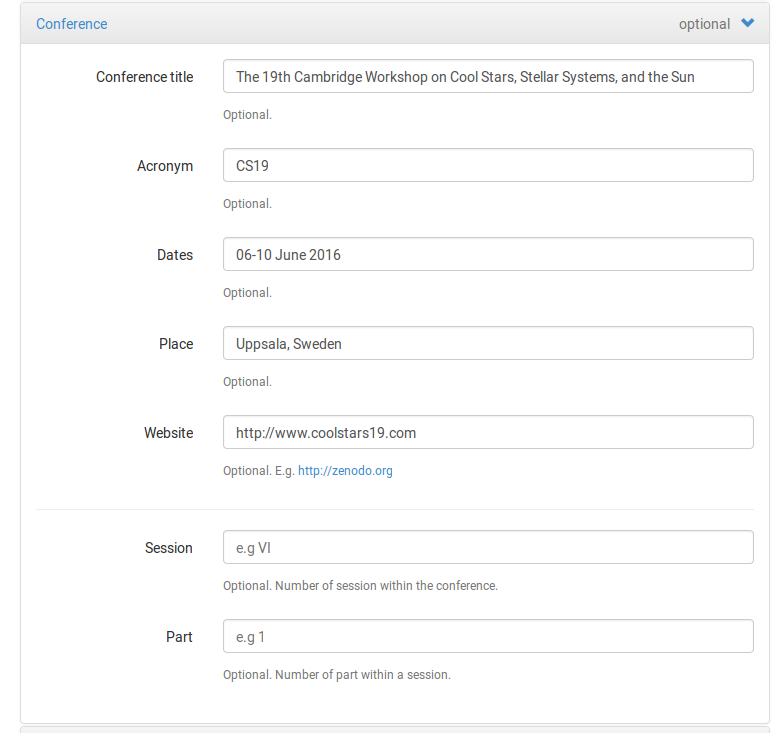 Conference optional
Conference title The 19th Cambridge Workshop on Cool Stars, Stellar Systems, and the Sun
Optional.
Acronym CS19
Optional.
Dates 06-10 June 2016
Optional.
Place Uppsala, Sweden
Optional.
Website http://www.coolstars19.com
Optional. E.g. http://zenodo.org
Session e.g VI
Optional. Number of session within the conference.
Part e.g 1
Optional. Number of part within a session.